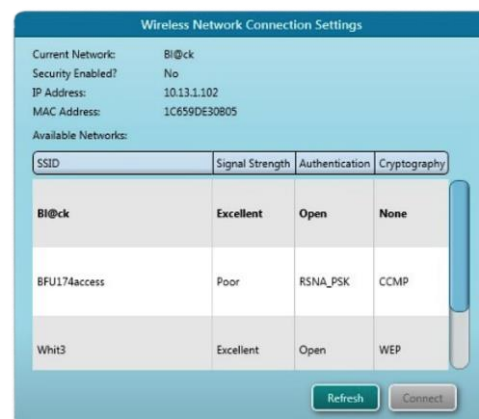 Wireless Network Connection Settings
Current Network: Bl@ck
Security Enabled? No
IP Address: 10.13.1.102
MAC Address: 1C659DE30B05
Available Networks:
SSID Signal Strength Authentication Cryptography
Bl@ck Excellent Open None
BFU174access Poor RSNA_PSK CCMP
Whit3 Excellent Open WEP
Refresh Connect